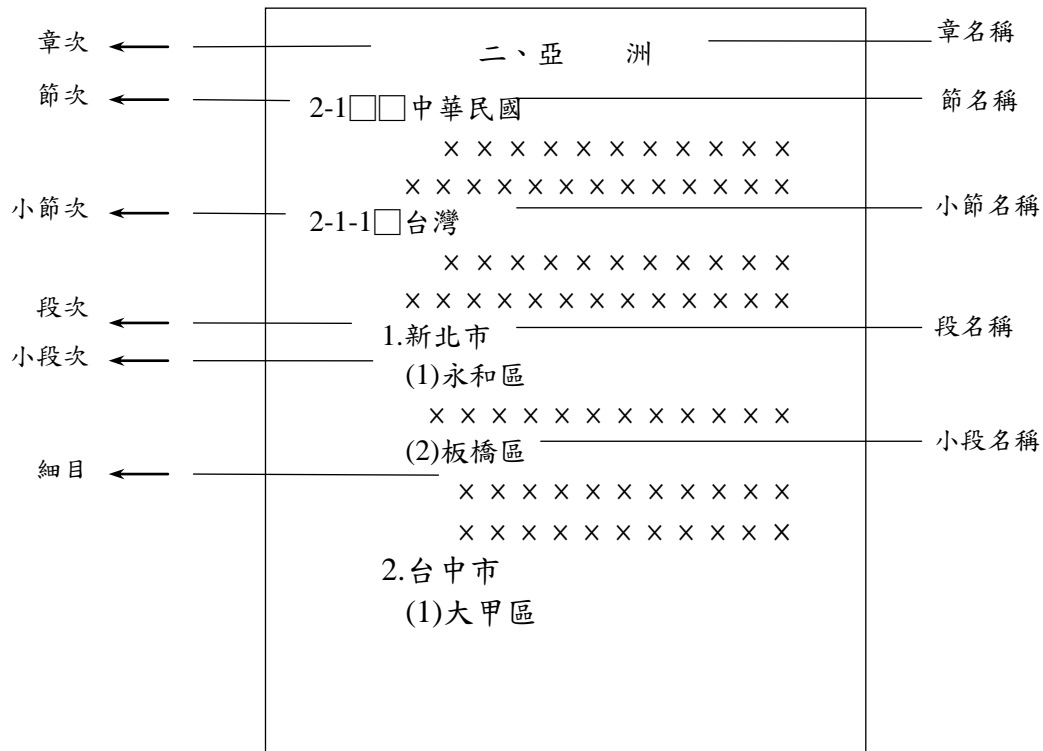 章次 二、亞 洲 章名稱
節次 2-1□□中華民國 節名稱
× × × × × × × × × × × ×
× × × × × × × × × × × × ×
小節次 2-1-1□台灣 小節名稱
× × × × × × × × × × × ×
× × × × × × × × × × × × ×
段次 1.新北市 段名稱
小段次 (1)永和區
× × × × × × × × × × × ×
(2)板橋區 小段名稱
細目 × × × × × × × × × × ×
× × × × × × × × × × ×
2.台中市
(1)大甲區